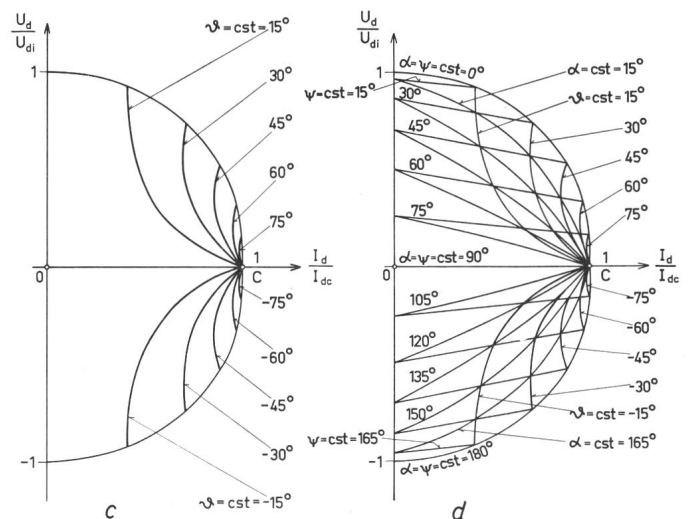 U_d
U_di
ϑ=cst=15°
1
30°
45°
60°
75°
1
I_d
I_dc
0
C
-75°
-60°
-45°
-30°
-1
ϑ=cst=-15°
c
U_d
U_di
1
α=ψ=cst=0°
α=cst=15°
ψ=cst=15°
30°
ϑ=cst=15°
45°
30°
60°
45°
60°
75°
75°
1
I_d
I_dc
0
α=ψ=cst=90°
C
105°
-75°
-60°
120°
-45°
135°
-30°
150°
ϑ=cst=-15°
ψ=cst=165°
α=cst=165°
-1
α=ψ=cst=180°
d